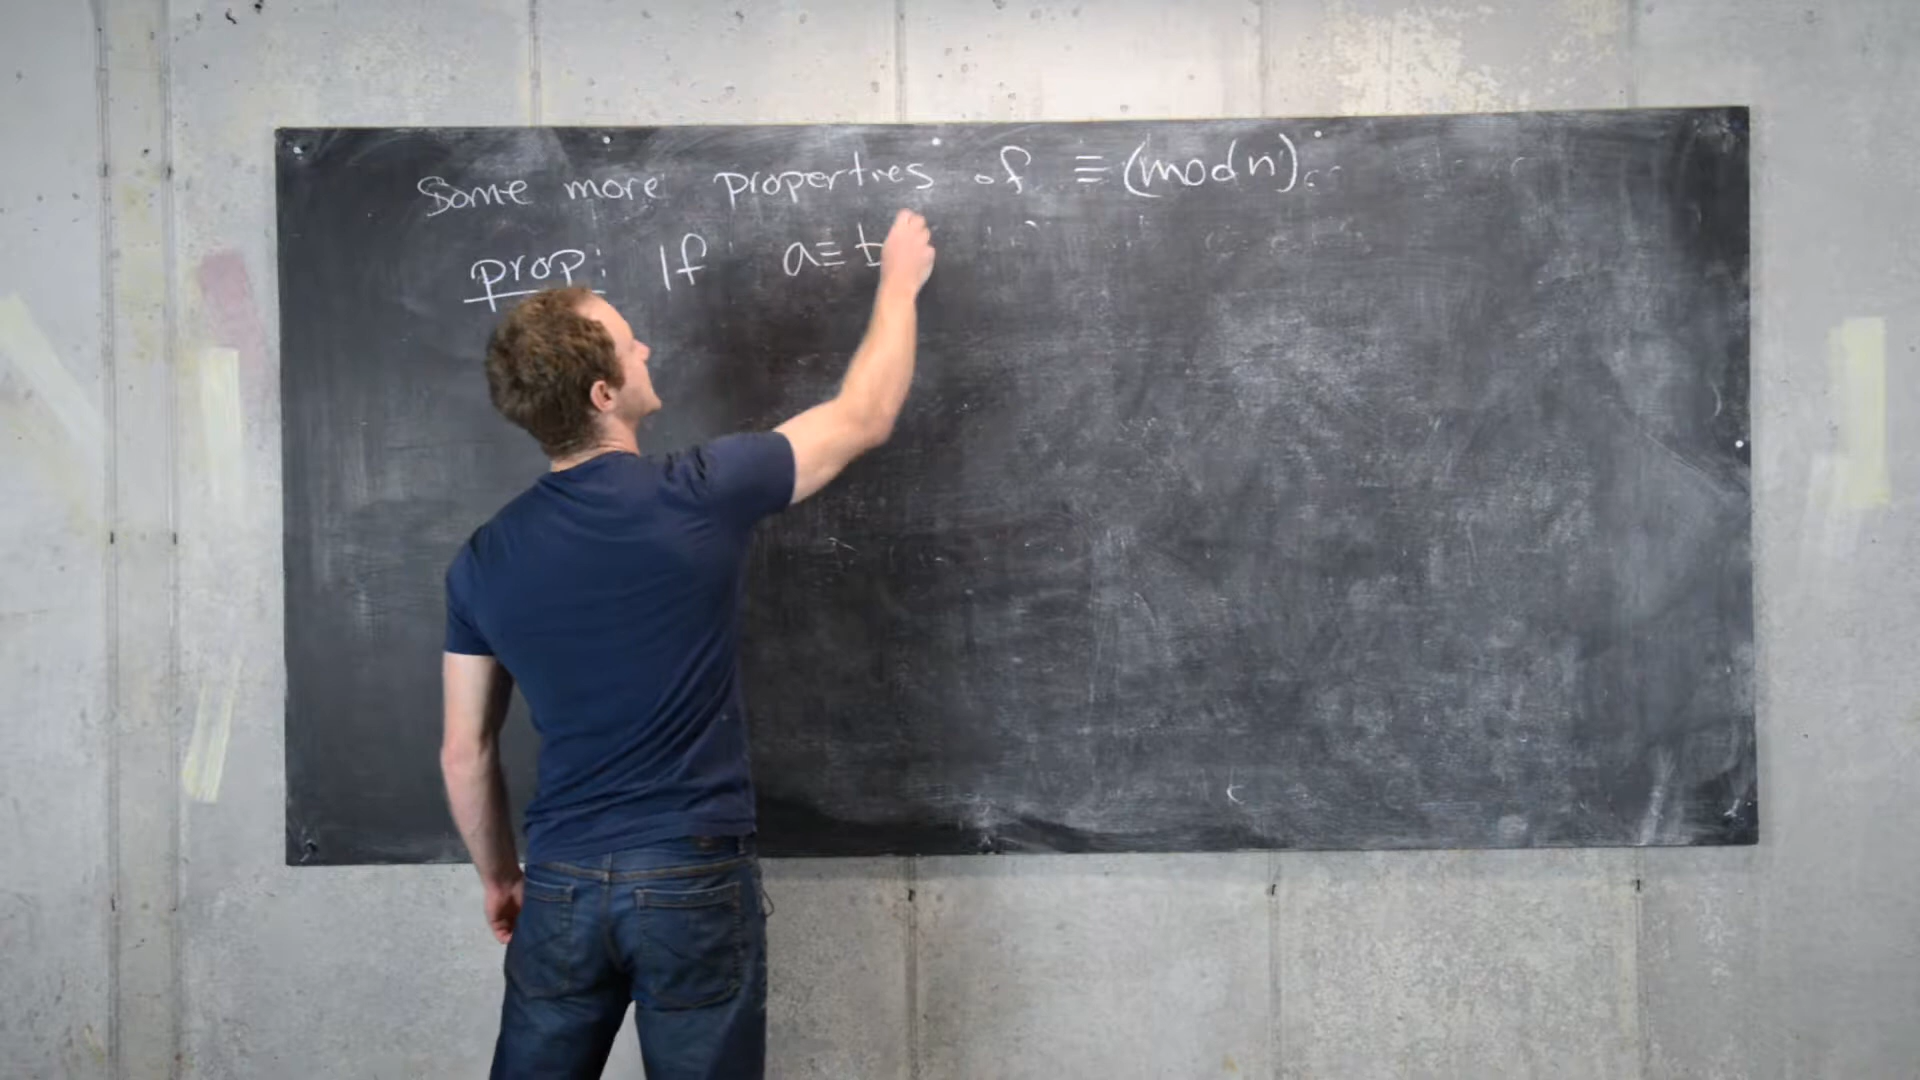 Some more properties of ≡ (mod n).
prop: If a ≡ b